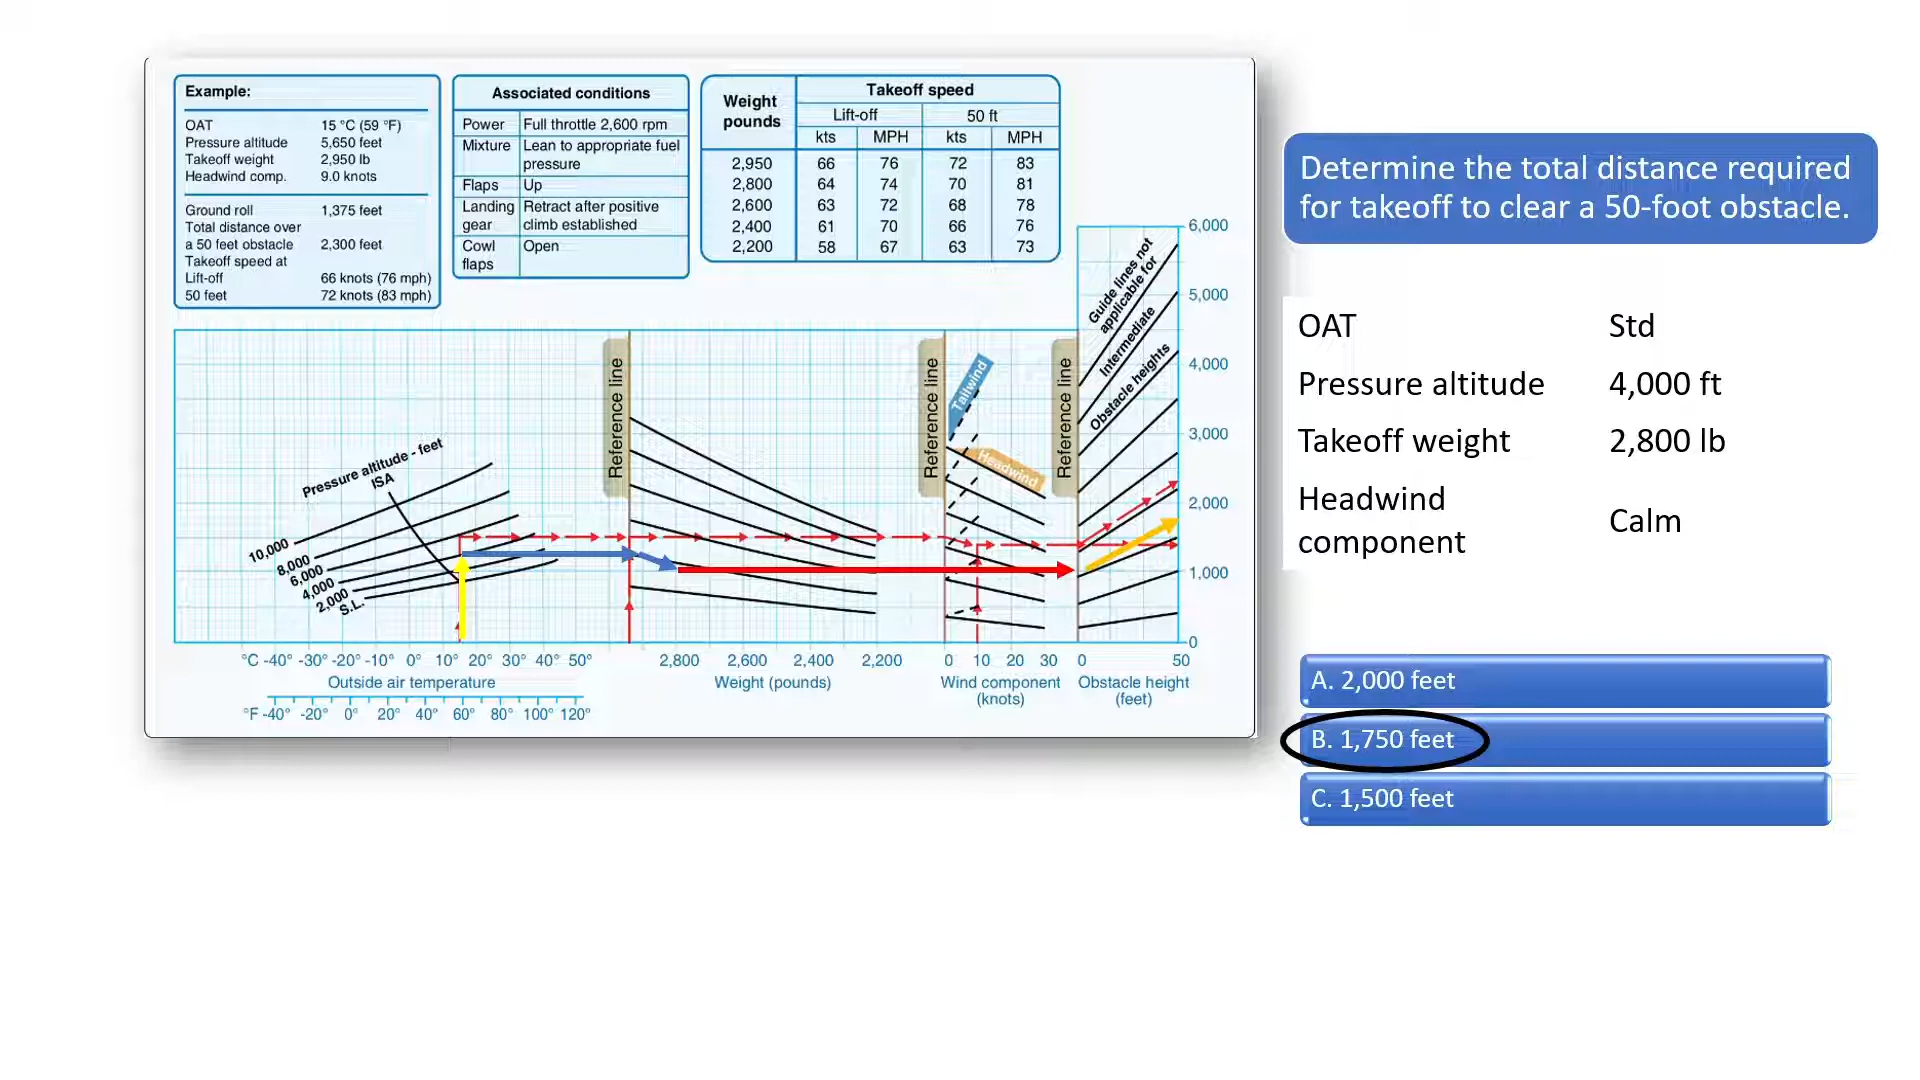 Example:
OAT 15 °C (59 °F)
Pressure altitude 5,650 feet
Takeoff weight 2,950 lb
Headwind comp. 9.0 knots
Ground roll 1,375 feet
Total distance over
a 50 feet obstacle 2,300 feet
Takeoff speed at
Lift-off 66 knots (76 mph)
50 feet 72 knots (83 mph)
Associated conditions
Power Full throttle 2,600 rpm
Mixture Lean to appropriate fuel
pressure
Flaps Up
Landing Retract after positive
gear climb established
Cowl Open
flaps
Weight
pounds
Takeoff speed
Lift-off 50 ft
kts MPH kts MPH
2,950 66 76 72 83
2,800 64 74 70 81
2,600 63 72 68 78
2,400 61 70 66 76
2,200 58 67 63 73
Pressure altitude - feet
ISA
10,000
8,000
6,000
4,000
2,000
S.L.
Reference line
Reference line
Tailwind
Headwind
Reference line
Guide lines not
applicable for
Intermediate
Obstacle heights
6,000
5,000
4,000
3,000
2,000
1,000
0
°C -40° -30° -20° -10° 0° 10° 20° 30° 40° 50°
Outside air temperature
°F -40° -20° 0° 20° 40° 60° 80° 100° 120°
2,800 2,600 2,400 2,200
Weight (pounds)
0 10 20 30
Wind component
(knots)
0 50
Obstacle height
(feet)
Determine the total distance required
for takeoff to clear a 50-foot obstacle.
OAT Std
Pressure altitude 4,000 ft
Takeoff weight 2,800 lb
Headwind
component Calm
A. 2,000 feet
B. 1,750 feet
C. 1,500 feet